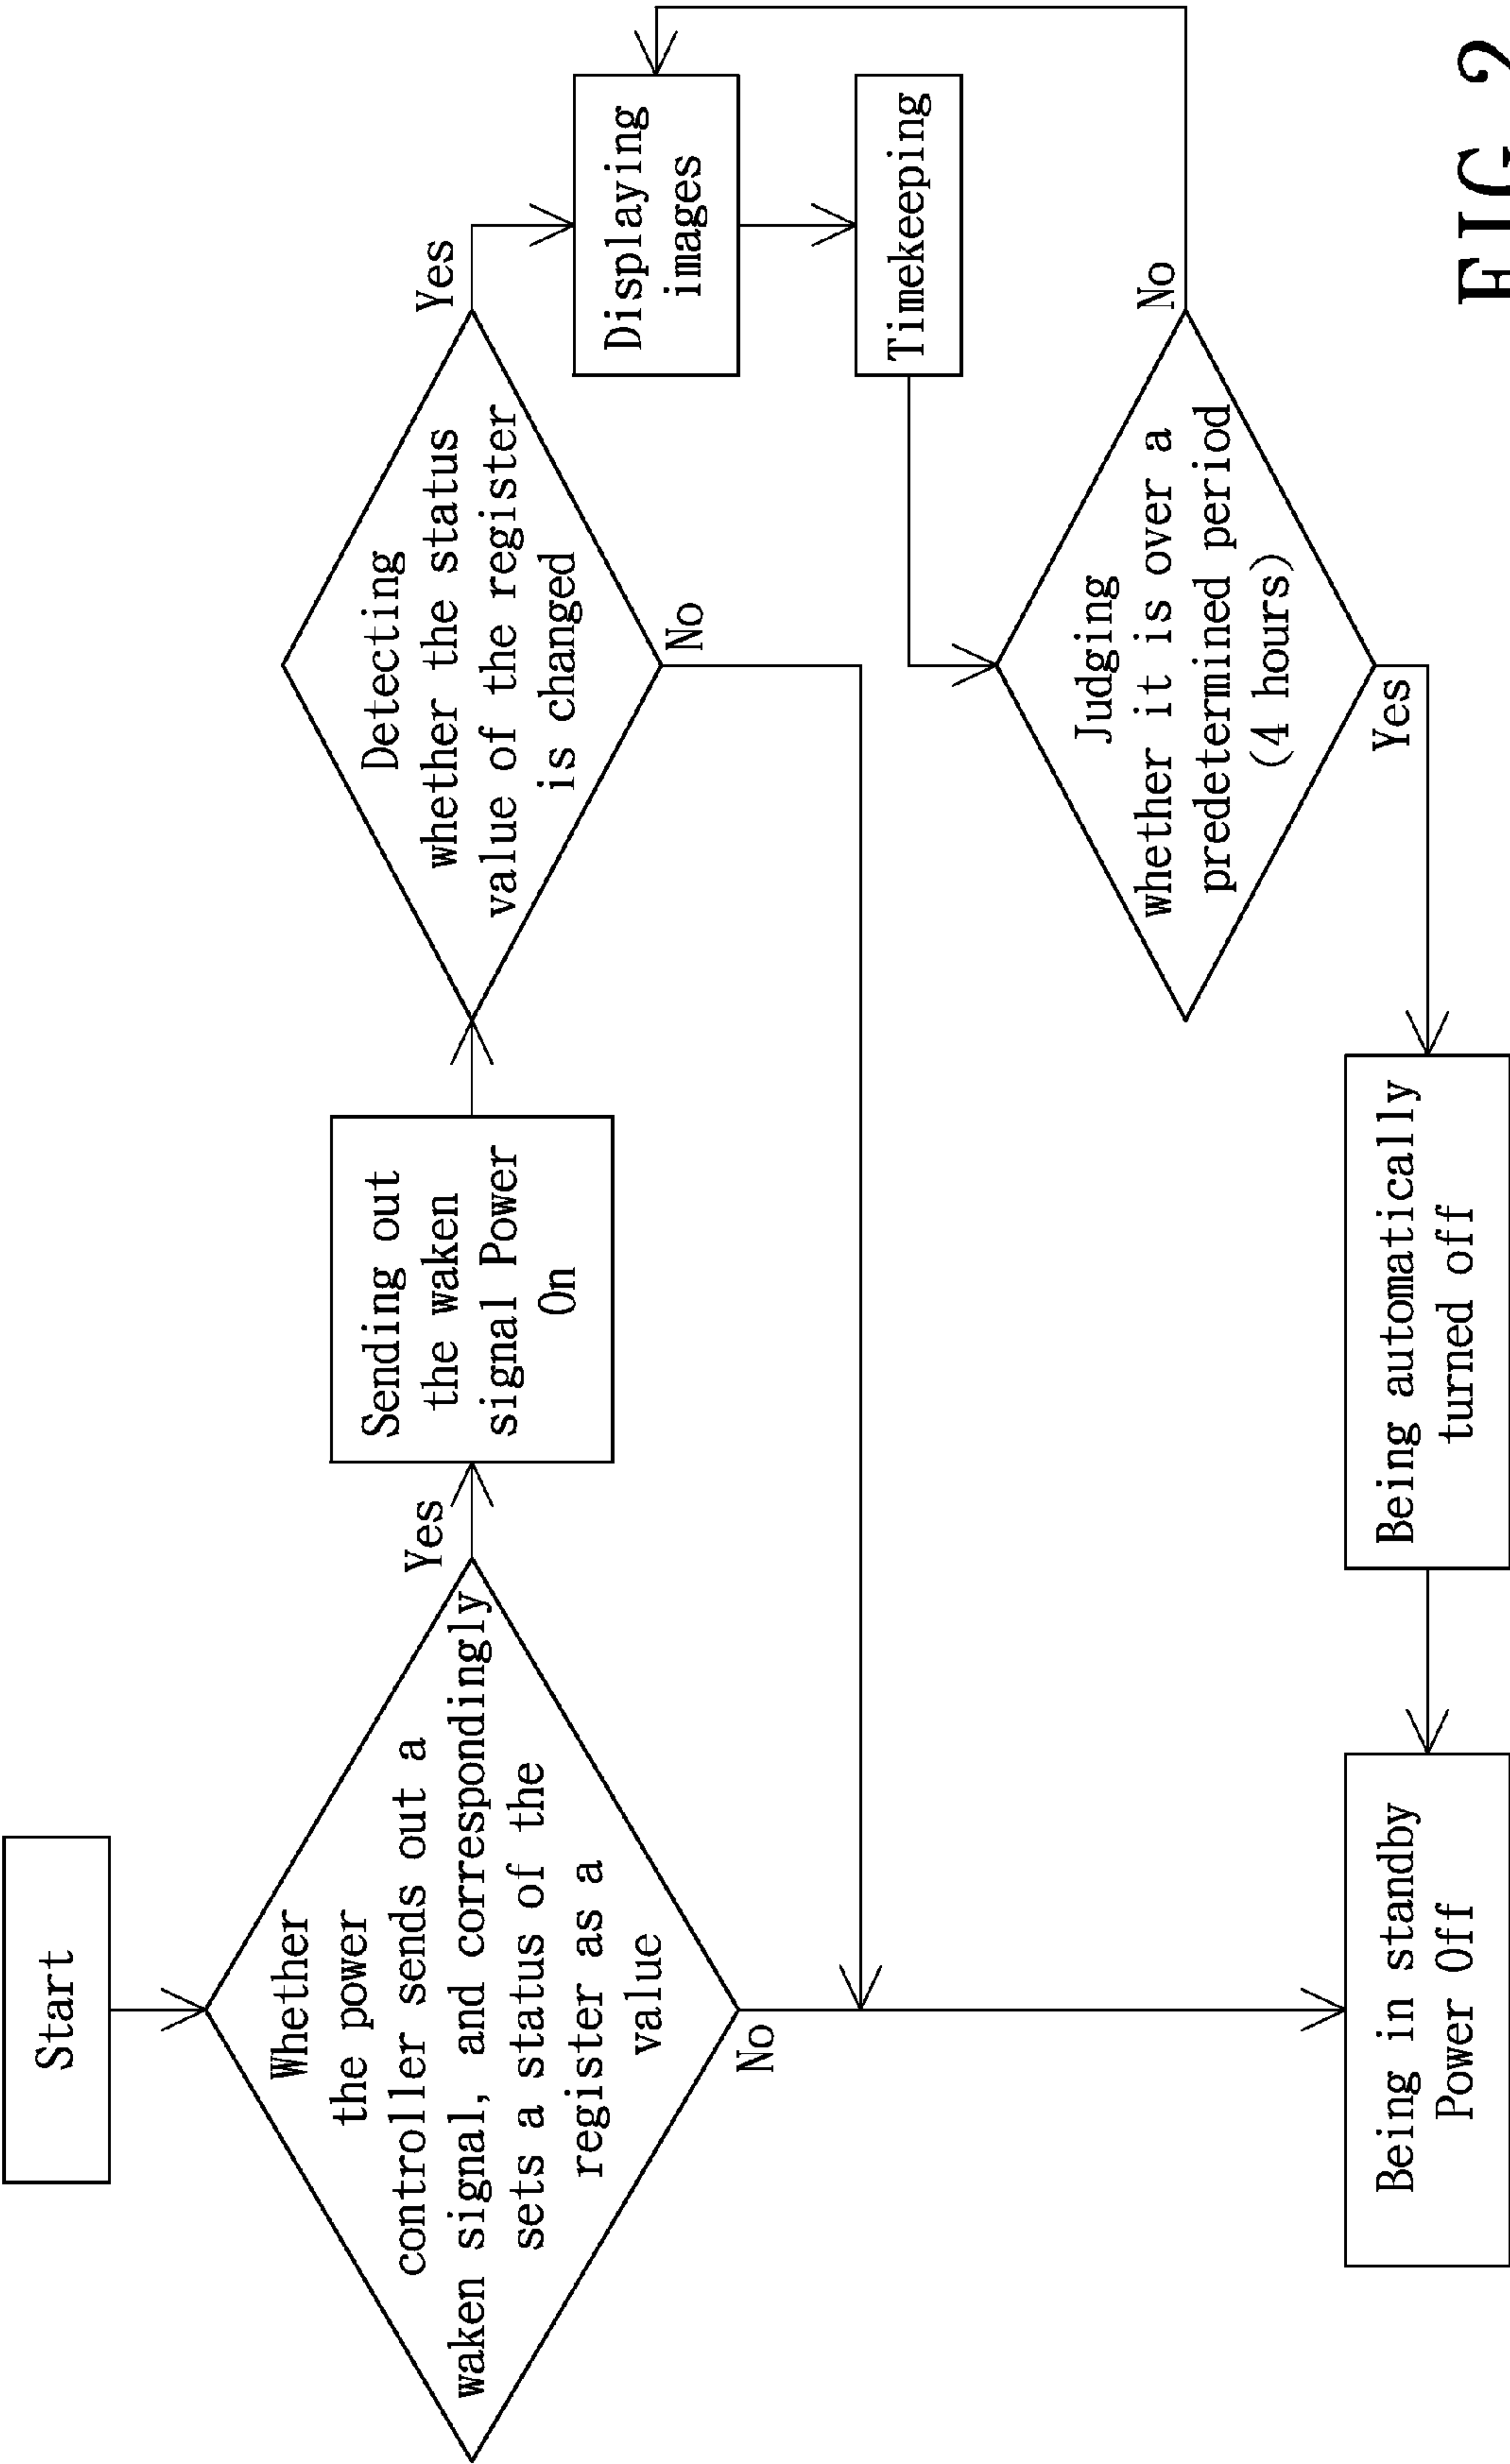 Start
Whether
the power
controller sends out a
waken signal, and correspondingly
sets a status of the
register as a
value
Yes
No
Sending out
the waken
signal Power
On
Detecting
whether the status
value of the register
is changed
Yes
No
Displaying
images
Timekeeping
Judging
whether it is over a
predetermined period
(4 hours)
No
Yes
Being automatically
turned off
Being in standby
Power Off
FIG 2